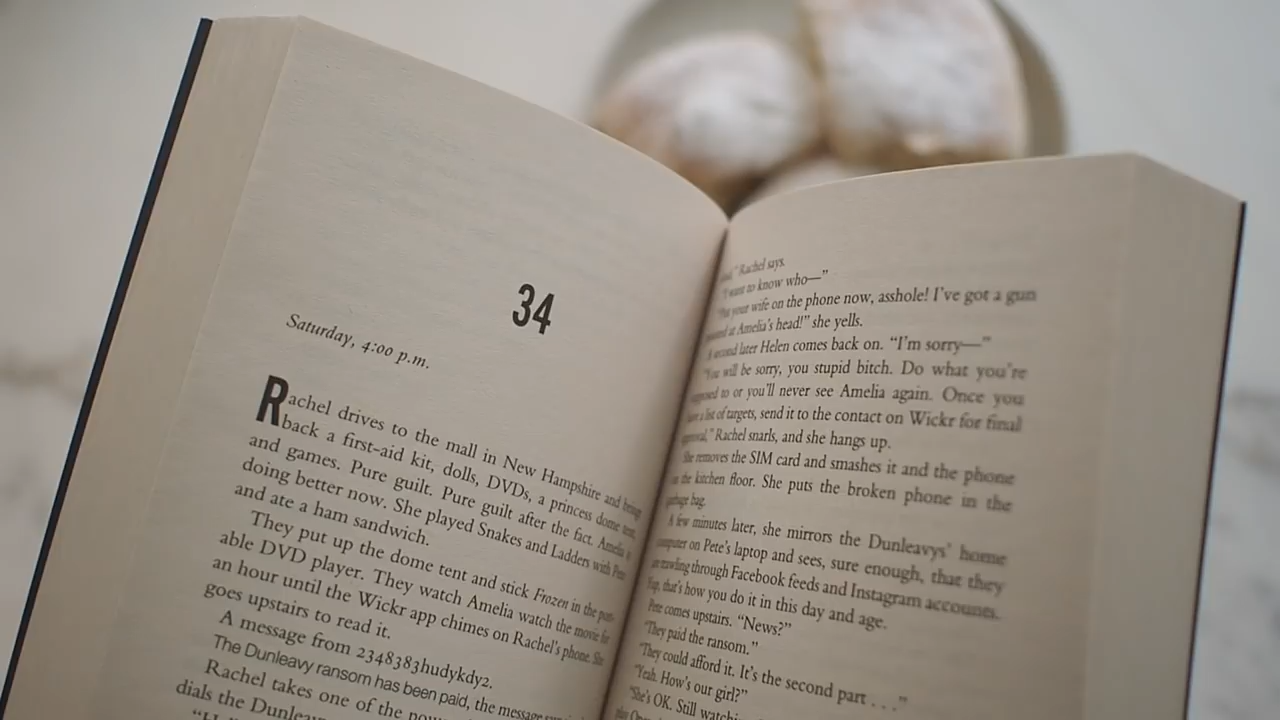 34
Saturday, 4:00 p.m.
Rachel drives to the mall in New Hampshire and brings
back a first-aid kit, dolls, DVDs, a princess dome tent,
and games. Pure guilt. Pure guilt after the fact. Amelia is
doing better now. She played Snakes and Ladders with Pete
and ate a ham sandwich.
They put up the dome tent and stick Frozen in the port-
able DVD player. They watch Amelia watch the movie for
an hour until the Wickr app chimes on Rachel's phone. She
goes upstairs to read it.
A message from 2348383hudykdy2.
The Dunleavy ransom has been paid, the message
Rachel takes one of the
dials the
" Rachel says.
"I want to know who—"
"Put your wife on the phone now, asshole! I've got a gun
pointed at Amelia's head!" she yells.
A second later Helen comes back on. "I'm sorry—"
"You will be sorry, you stupid bitch. Do what you're
supposed to or you'll never see Amelia again. Once you
have a list of targets, send it to the contact on Wickr for final
approval," Rachel snarls, and she hangs up.
She removes the SIM card and smashes it and the phone
on the kitchen floor. She puts the broken phone in the
garbage bag.
A few minutes later, she mirrors the Dunleavys' home
computer on Pete's laptop and sees, sure enough, that they
are trawling through Facebook feeds and Instagram accounts.
Yup, that's how you do it in this day and age.
Pete comes upstairs. "News?"
"They paid the ransom."
"They could afford it. It's the second part . . ."
"Yeah. How's our girl?"
"She's OK. Still